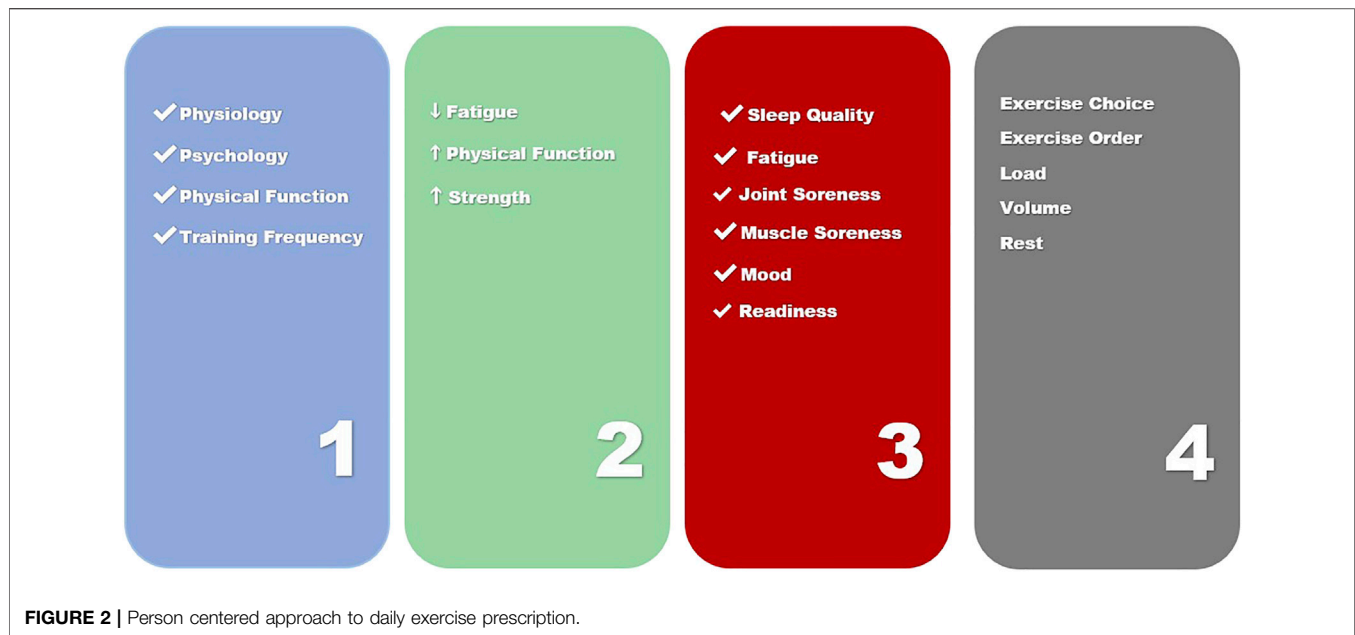 ✓ Physiology
✓ Psychology
✓ Physical Function
✓ Training Frequency
1
↓ Fatigue
↑ Physical Function
↑ Strength
2
✓ Sleep Quality
✓ Fatigue
✓ Joint Soreness
✓ Muscle Soreness
✓ Mood
✓ Readiness
3
Exercise Choice
Exercise Order
Load
Volume
Rest
4
FIGURE 2 | Person centered approach to daily exercise prescription.